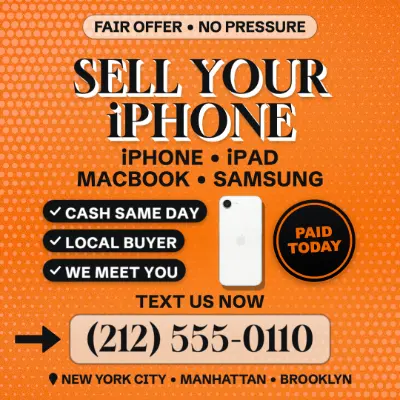 FAIR OFFER • NO PRESSURE
SELL YOUR
iPHONE
iPHONE • iPAD
MACBOOK • SAMSUNG
CASH SAME DAY
LOCAL BUYER
WE MEET YOU
PAID
TODAY
TEXT US NOW
(212) 555-0110
NEW YORK CITY • MANHATTAN • BROOKLYN